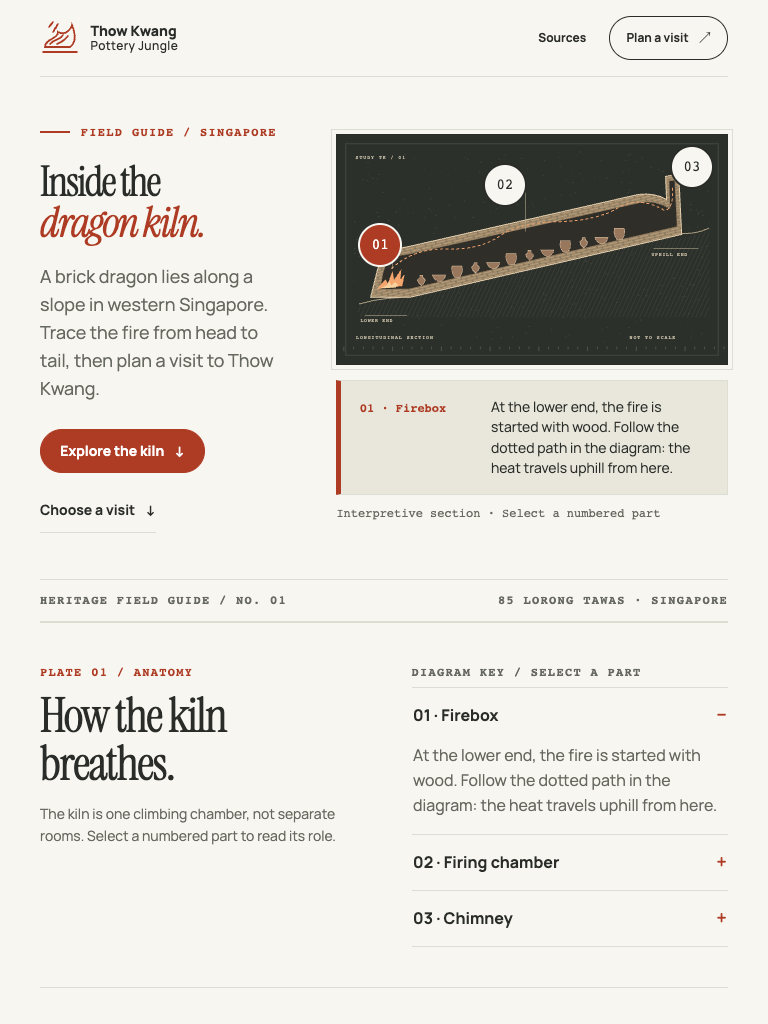 Thow Kwang
Pottery Jungle
Sources
Plan a visit ↗
FIELD GUIDE / SINGAPORE
Inside the
dragon kiln.
A brick dragon lies along a
slope in western Singapore.
Trace the fire from head to
tail, then plan a visit to Thow
Kwang.
Explore the kiln ↓
Choose a visit ↓
STUDY TK / 01
01
02
03
UPHILL END
LOWER END
LONGITUDINAL SECTION
NOT TO SCALE
01 · Firebox
At the lower end, the fire is
started with wood. Follow the
dotted path in the diagram: the
heat travels uphill from here.
Interpretive section · Select a numbered part
HERITAGE FIELD GUIDE / NO. 01
85 LORONG TAWAS · SINGAPORE
PLATE 01 / ANATOMY
How the kiln
breathes.
The kiln is one climbing chamber, not separate
rooms. Select a numbered part to read its role.
DIAGRAM KEY / SELECT A PART
01 · Firebox −
At the lower end, the fire is started with
wood. Follow the dotted path in the
diagram: the heat travels uphill from here.
02 · Firing chamber +
03 · Chimney +